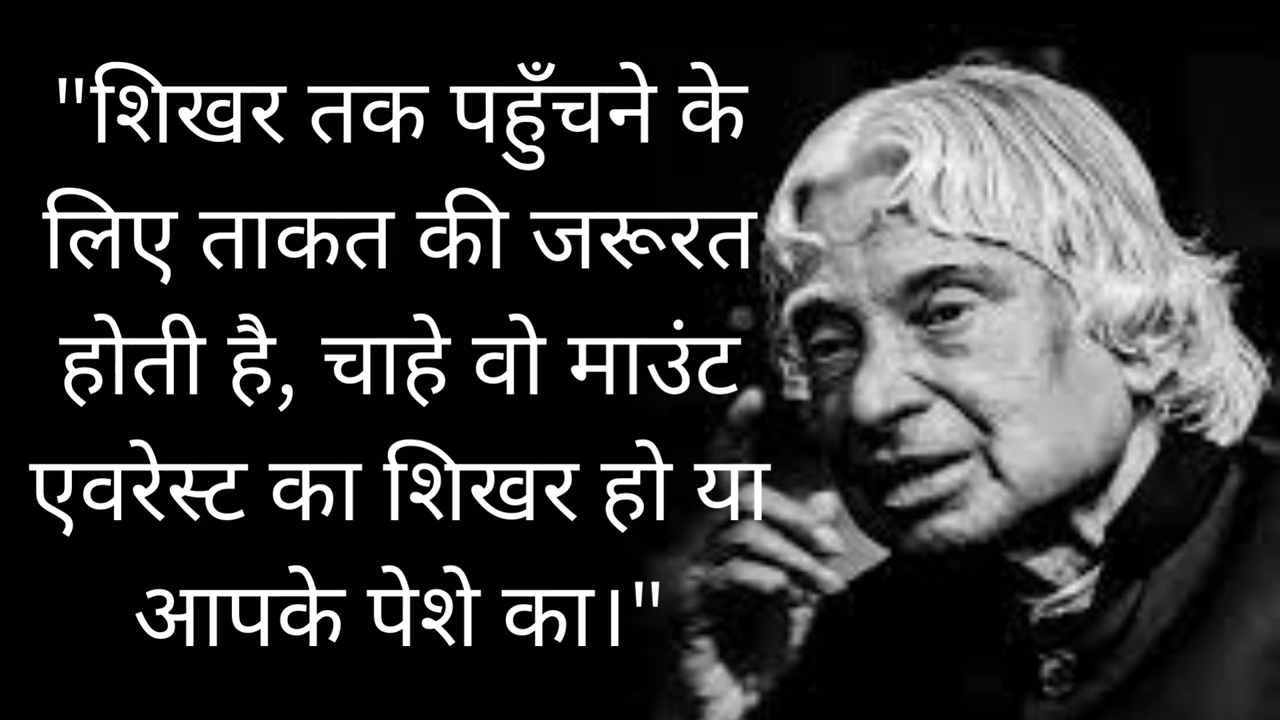 "शिखर तक पहुँचने के
लिए ताकत की जरूरत
होती है, चाहे वो माउंट
एवरेस्ट का शिखर हो या
आपके पेशे का।"